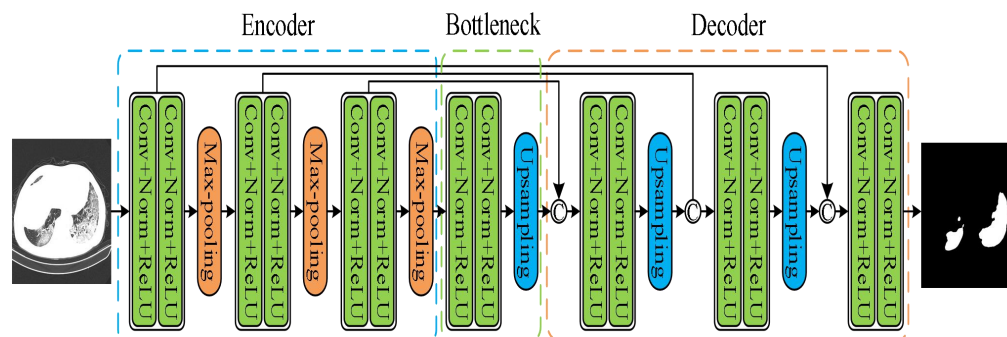 Encoder
Bottleneck
Decoder
Conv+Norm+ReLU
Conv+Norm+ReLU
Max-pooling
Conv+Norm+ReLU
Conv+Norm+ReLU
Max-pooling
Conv+Norm+ReLU
Conv+Norm+ReLU
Max-pooling
Conv+Norm+ReLU
Conv+Norm+ReLU
Upsampling
C
Conv+Norm+ReLU
Conv+Norm+ReLU
Upsampling
C
Conv+Norm+ReLU
Conv+Norm+ReLU
Upsampling
C
Conv+Norm+ReLU
Conv+Norm+ReLU